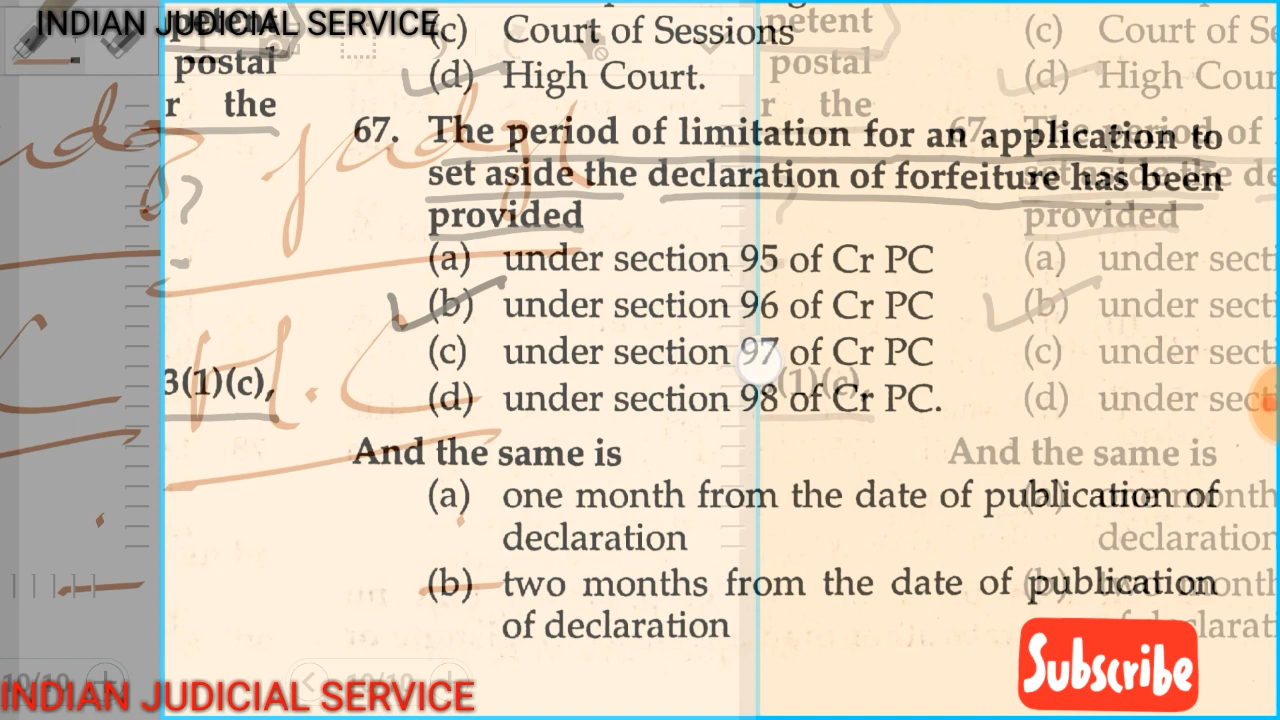 INDIAN JUDICIAL SERVICE
(c) Court of Sessions
postal
(d) High Court.
r the
67. The period of limitation for an application to
set aside the declaration of forfeiture has been
provided
(a) under section 95 of Cr PC
(b) under section 96 of Cr PC
(c) under section 97 of Cr PC
3(1)(c),
(d) under section 98 of Cr PC.
And the same is
(a) one month from the date of publication of
declaration
(b) two months from the date of publication
of declaration
judge
H.C
Subscribe
INDIAN JUDICIAL SERVICE